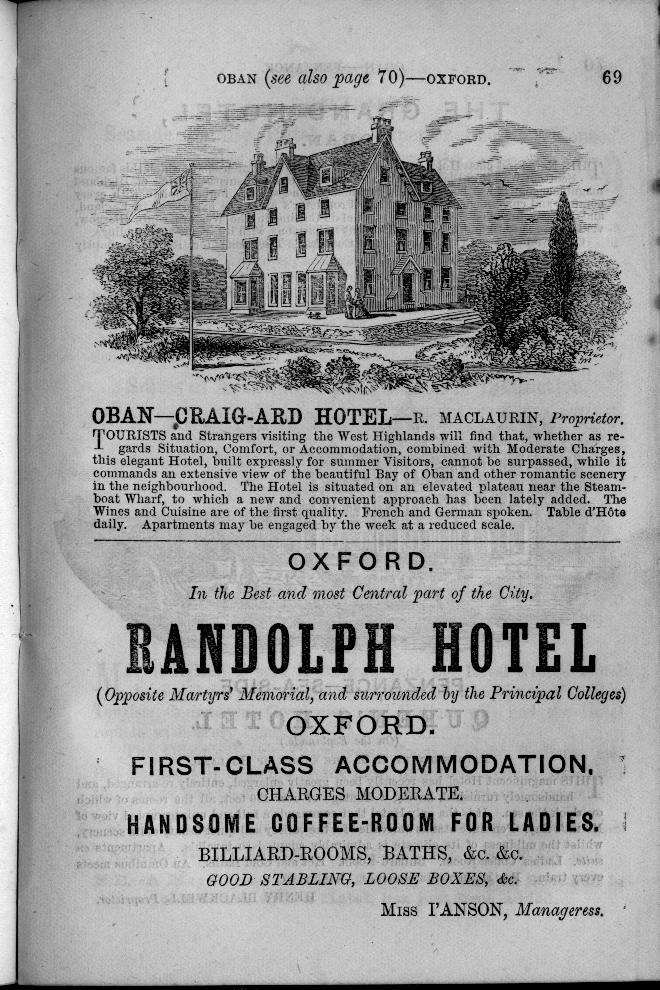 OBAN (see also page 70)—OXFORD. 69
OBAN—CRAIG-ARD HOTEL—R. MACLAURIN, Proprietor.
TOURISTS and Strangers visiting the West Highlands will find that, whether as re-
gards Situation, Comfort, or Accommodation, combined with Moderate Charges,
this elegant Hotel, built expressly for summer Visitors, cannot be surpassed, while it
commands an extensive view of the beautiful Bay of Oban and other romantic scenery
in the neighbourhood. The Hotel is situated on an elevated plateau near the Steam-
boat Wharf, to which a new and convenient approach has been lately added. The
Wines and Cuisine are of the first quality. French and German spoken. Table d'Hôte
daily. Apartments may be engaged by the week at a reduced scale.
OXFORD.
In the Best and most Central part of the City.
RANDOLPH HOTEL
(Opposite Martyrs' Memorial, and surrounded by the Principal Colleges)
OXFORD.
FIRST-CLASS ACCOMMODATION.
CHARGES MODERATE.
HANDSOME COFFEE-ROOM FOR LADIES.
BILLIARD-ROOMS, BATHS, &c. &c.
GOOD STABLING, LOOSE BOXES, &c.
MISS I'ANSON, Manageress.